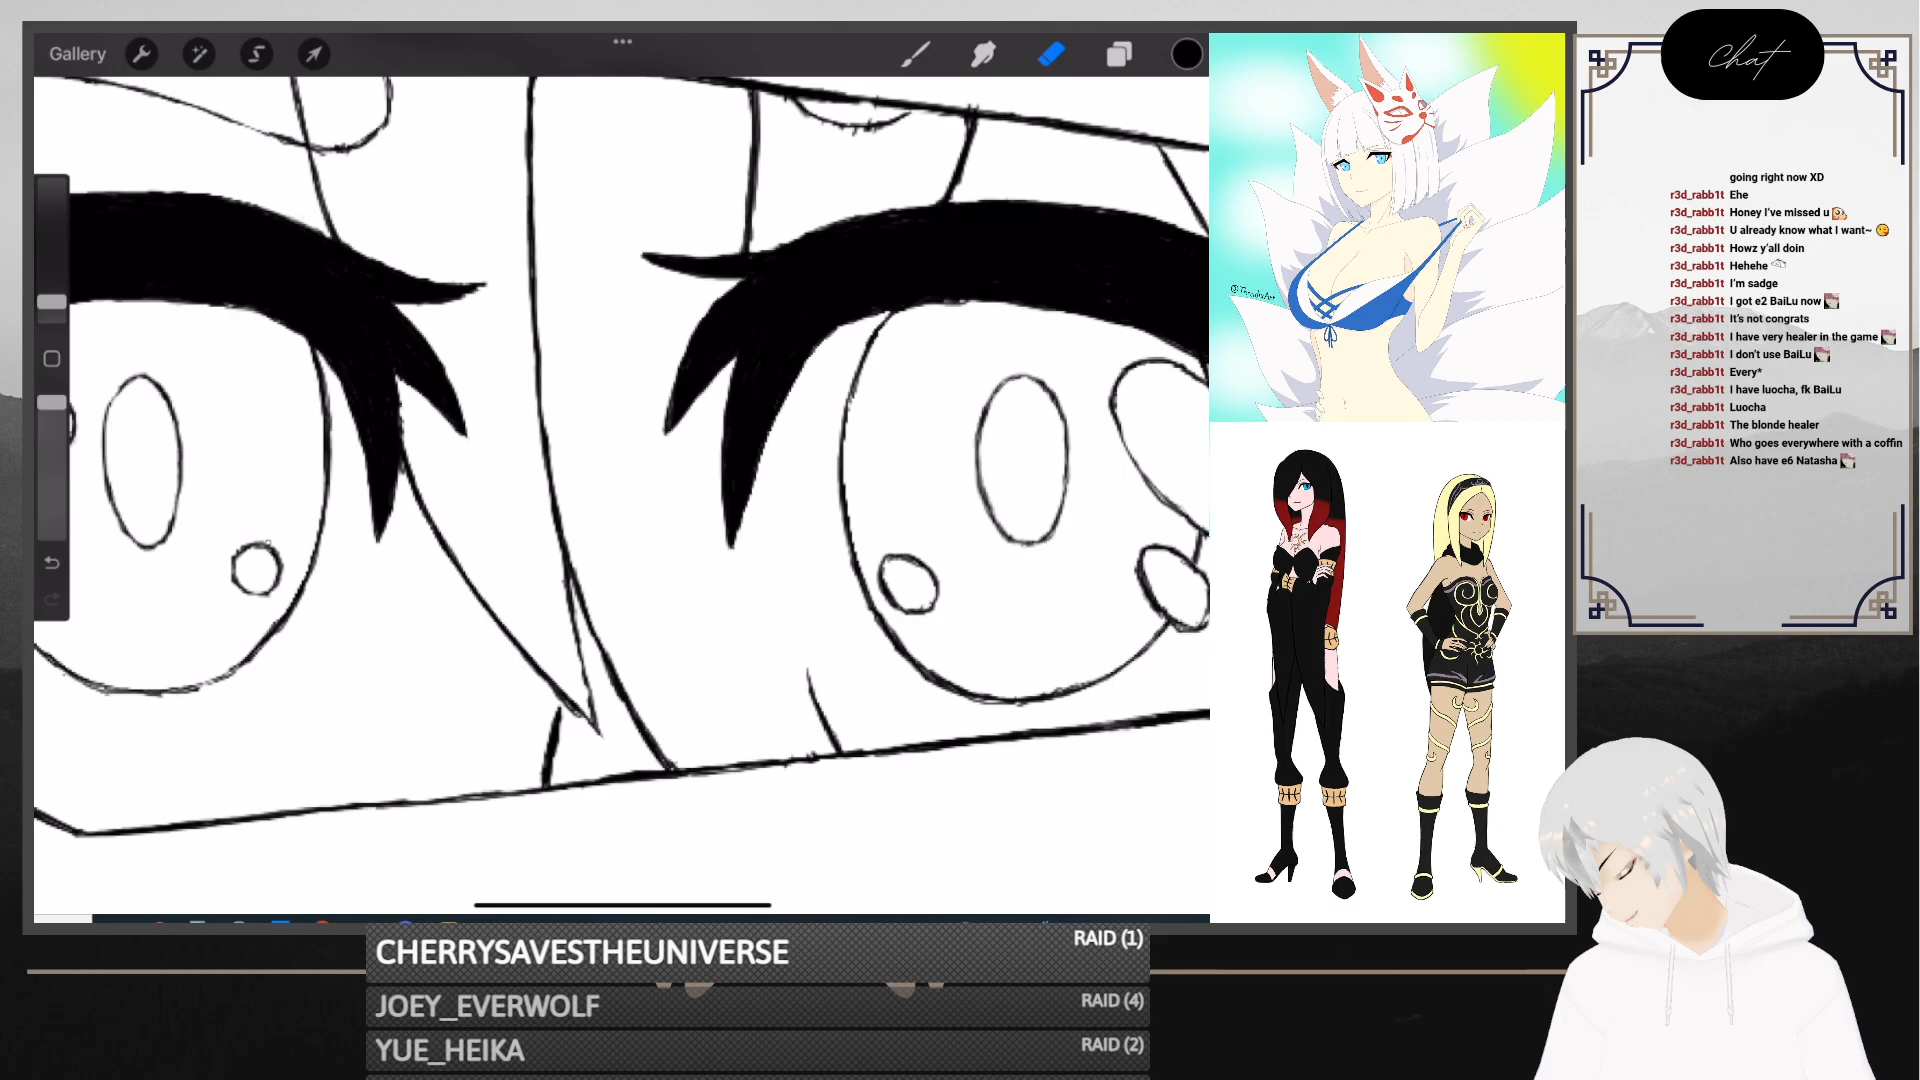 Gallery
Chat
going right now XD
r3d_rabb1t Ehe
r3d_rabb1t Honey I've missed u
r3d_rabb1t U already know what I want~
r3d_rabb1t Howz y'all doin
r3d_rabb1t Hehehe
r3d_rabb1t I'm sadge
r3d_rabb1t I got e2 BaiLu now
r3d_rabb1t It's not congrats
r3d_rabb1t I have very healer in the game
r3d_rabb1t I don't use BaiLu
r3d_rabb1t Every*
r3d_rabb1t I have luocha, fk BaiLu
r3d_rabb1t Luocha
r3d_rabb1t The blonde healer
r3d_rabb1t Who goes everywhere with a coffin
r3d_rabb1t Also have e6 Natasha
CHERRYSAVESTHEUNIVERSE RAID (1)
JOEY_EVERWOLF RAID (4)
YUE_HEIKA RAID (2)